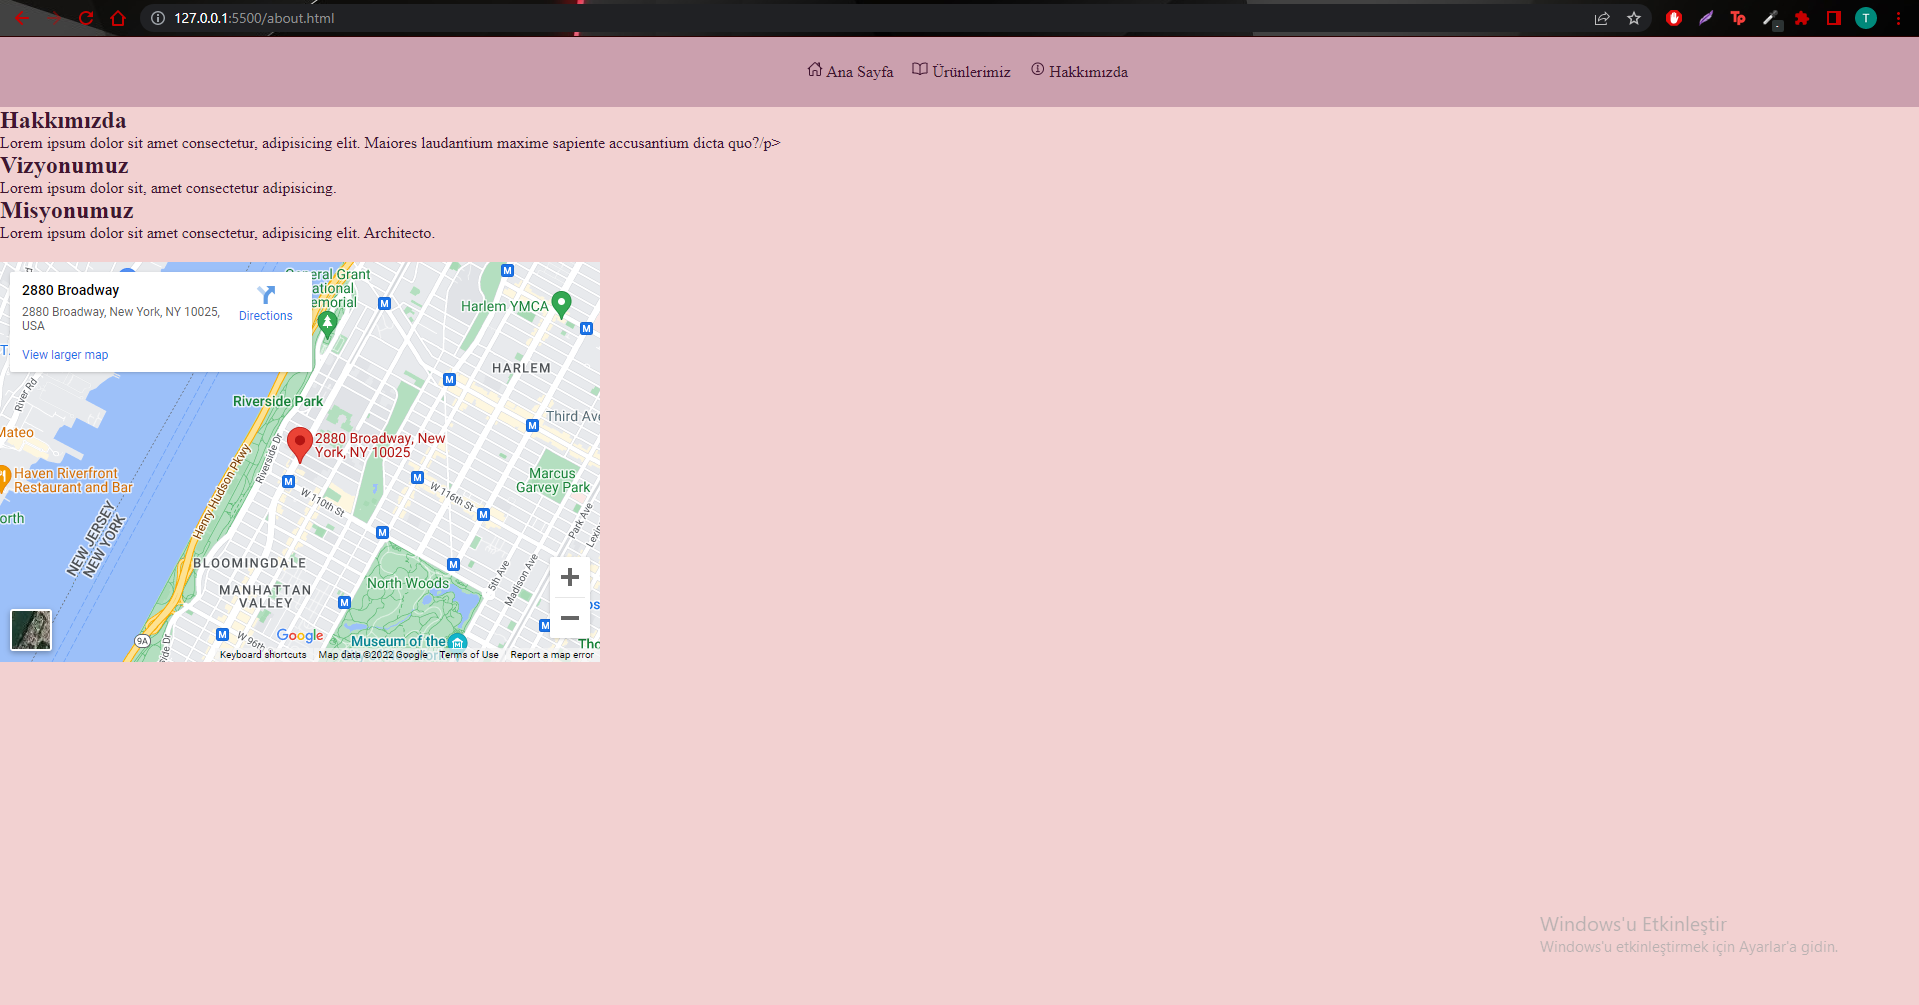 127.0.0.1:5500/about.html
Tp
T
Ana Sayfa Ürünlerimiz Hakkımızda
Hakkımızda
Lorem ipsum dolor sit amet consectetur, adipisicing elit. Maiores laudantium maxime sapiente accusantium dicta quo?/p>
Vizyonumuz
Lorem ipsum dolor sit, amet consectetur adipisicing.
Misyonumuz
Lorem ipsum dolor sit amet consectetur, adipisicing elit. Architecto.
2880 Broadway
2880 Broadway, New York, NY 10025,
USA
Directions
View larger map
eral Grant
ational
emorial
Harlem YMCA
HARLEM
River Rd
Riverside Park
Third Ave
Mateo
2880 Broadway, New
York, NY 10025
Riverside Dr
Henry Hudson Pkwy
Haven Riverfront
Restaurant and Bar
Marcus
Garvey Park
W 110th St
W 116th St
orth
NEW JERSEY
NEW YORK
Park Ave
Lexin
BLOOMINGDALE
North Woods
5th Ave
Madison Ave
MANHATTAN
VALLEY
9A
side Dr
W 96th
Google
Museum of the
Tho
Keyboard shortcuts Map data ©2022 Google Terms of Use Report a map error
Windows'u Etkinleştir
Windows'u etkinleştirmek için Ayarlar'a gidin.